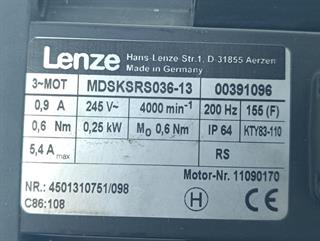 Lenze
Hans-Lenze-Str.1, D-31855 Aerzen
Made in Germany
3~MOT MDSKSRS036-13 00391096
0,9 A 245 V~ 4000 min⁻¹ 200 Hz 155 (F)
0,6 Nm 0,25 kW M₀ 0,6 Nm IP 64 KTY83-110
5,4 A max RS
Motor-Nr. 11090170
NR.: 4501310751/098
C86:108
H CE